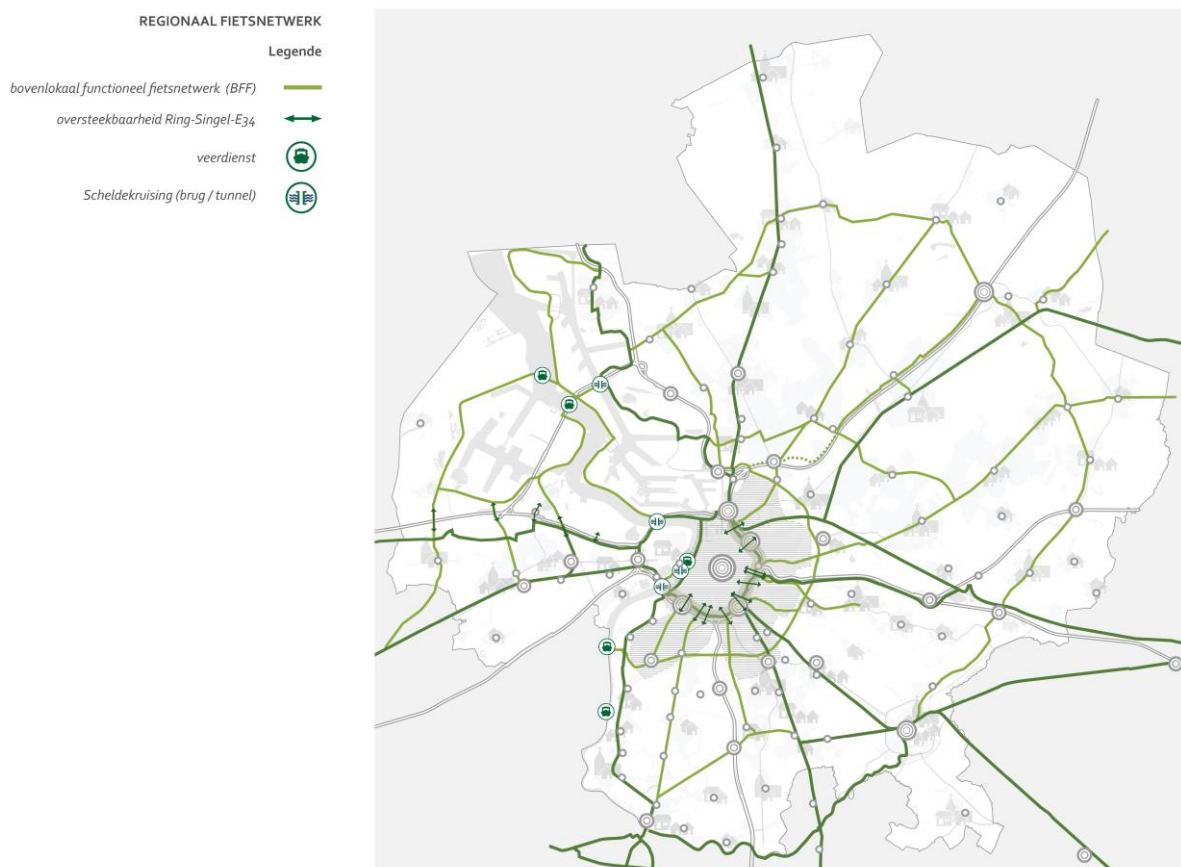 REGIONAAL FIETSNETWERK
Legende
bovenlokaal functioneel fietsnetwerk (BFF)
oversteekbaarheid Ring-Singel-E34
veerdienst
Scheldekruising (brug / tunnel)